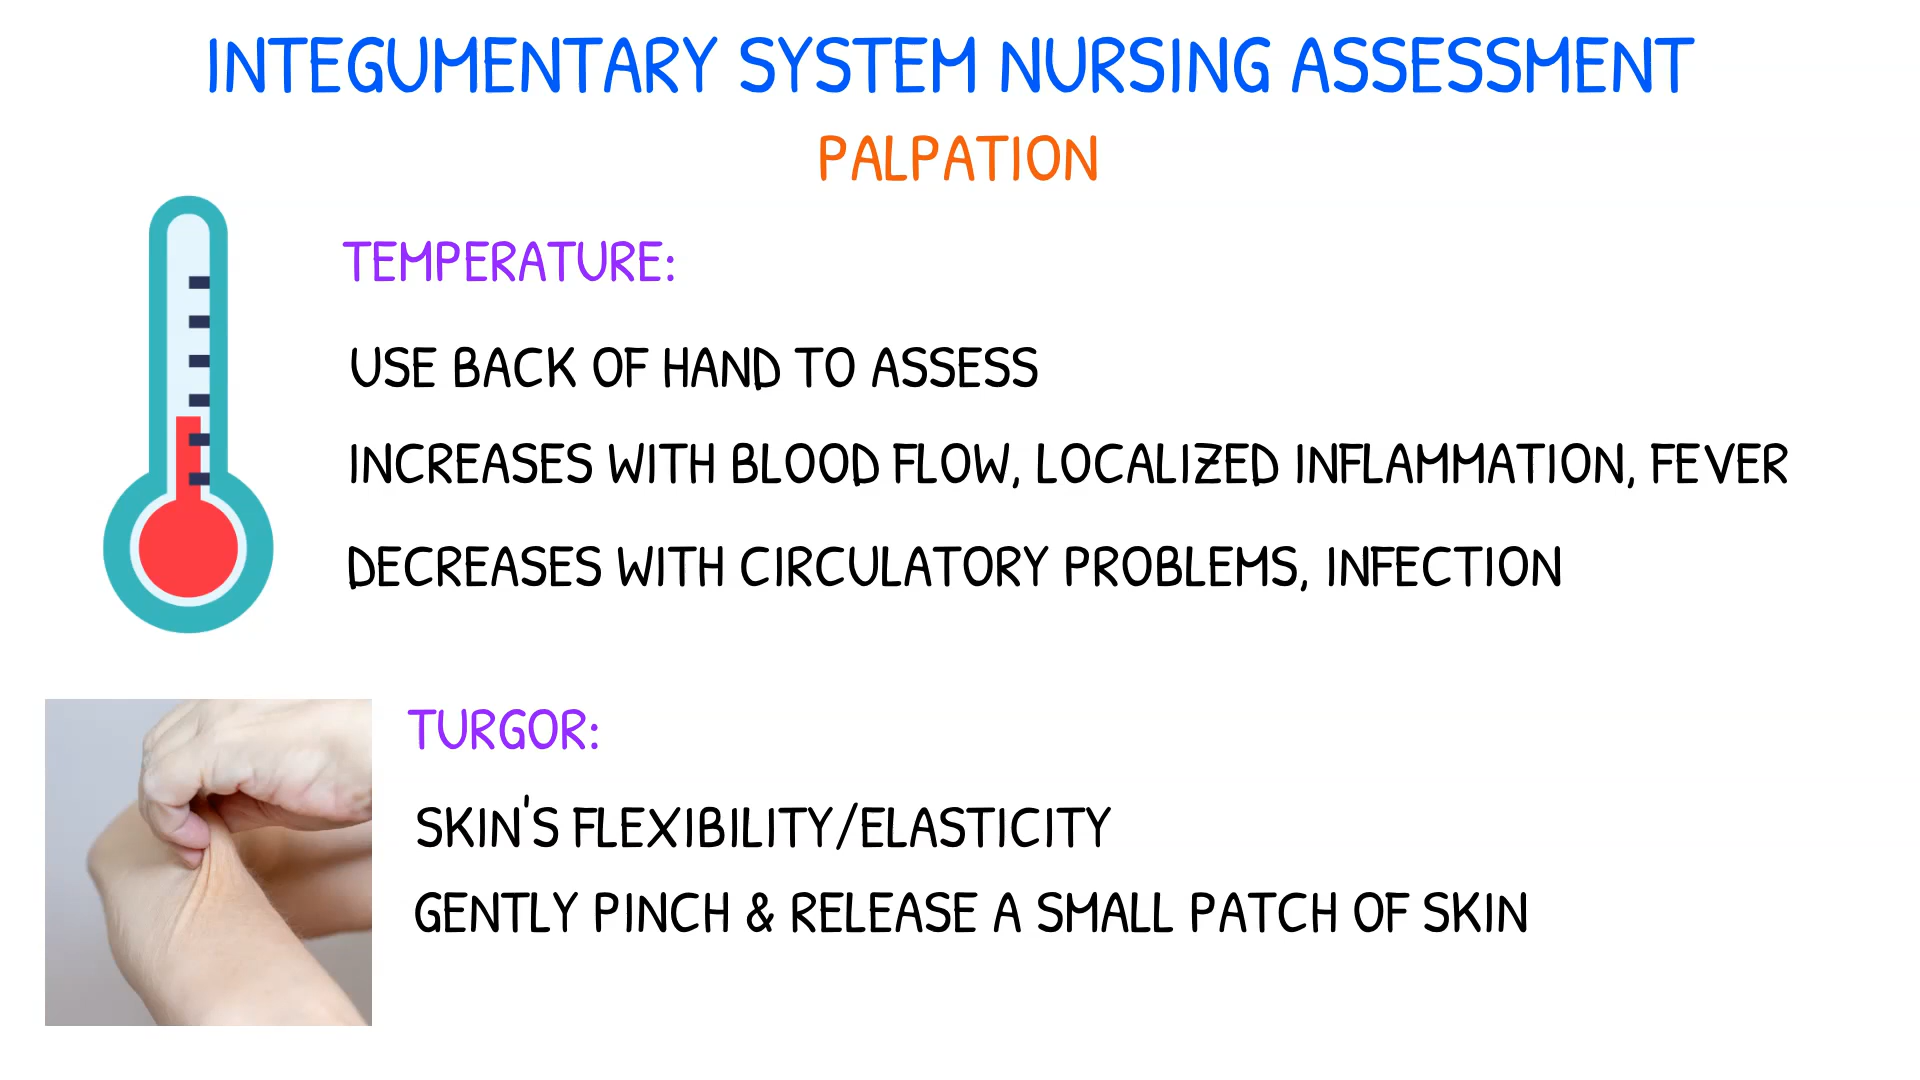 INTEGUMENTARY SYSTEM NURSING ASSESSMENT
PALPATION
TEMPERATURE:
USE BACK OF HAND TO ASSESS
INCREASES WITH BLOOD FLOW, LOCALIZED INFLAMMATION, FEVER
DECREASES WITH CIRCULATORY PROBLEMS, INFECTION
TURGOR:
SKIN'S FLEXIBILITY/ELASTICITY
GENTLY PINCH & RELEASE A SMALL PATCH OF SKIN